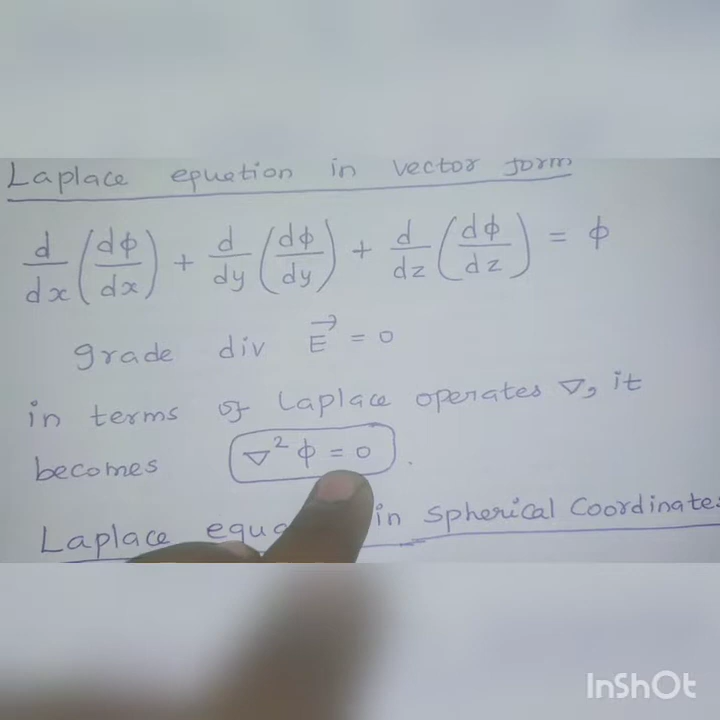 Laplace epuation in vector form
d/dx (dϕ/dx) + d/dy (dϕ/dy) + d/dz (dϕ/dz) = ϕ
grade div E⃗ = 0
in terms of Laplace operates ∇, it
becomes ∇² ϕ = 0.
Laplace in Spherical Coordinate
InShOt